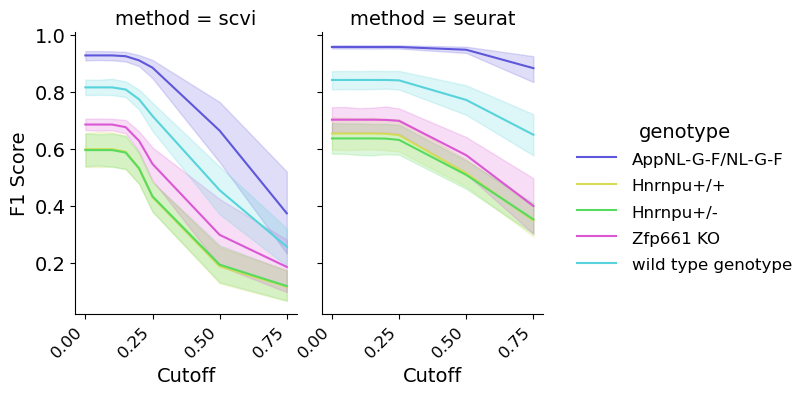 method = scvi
method = seurat
1.0
0.8
0.6
0.4
0.2
F1 Score
0.00
0.25
0.50
0.75
Cutoff
0.00
0.25
0.50
0.75
Cutoff
genotype
AppNL-G-F/NL-G-F
Hnrnpu+/+
Hnrnpu+/-
Zfp661 KO
wild type genotype